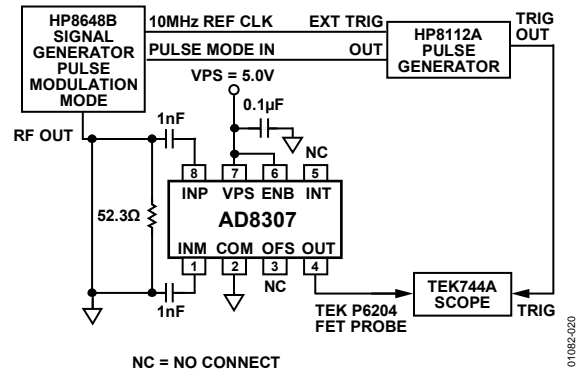 HP8648B
SIGNAL
GENERATOR
PULSE
MODULATION
MODE
10MHz REF CLK
EXT TRIG
PULSE MODE IN
OUT
HP8112A
PULSE
GENERATOR
TRIG
OUT
VPS = 5.0V
0.1µF
1nF
RF OUT
NC
8
7
6
5
INP
VPS
ENB
INT
52.3Ω
AD8307
INM
COM
OFS
OUT
1
2
3
4
NC
1nF
TEK P6204
FET PROBE
TEK744A
SCOPE
TRIG
NC = NO CONNECT
01082-020